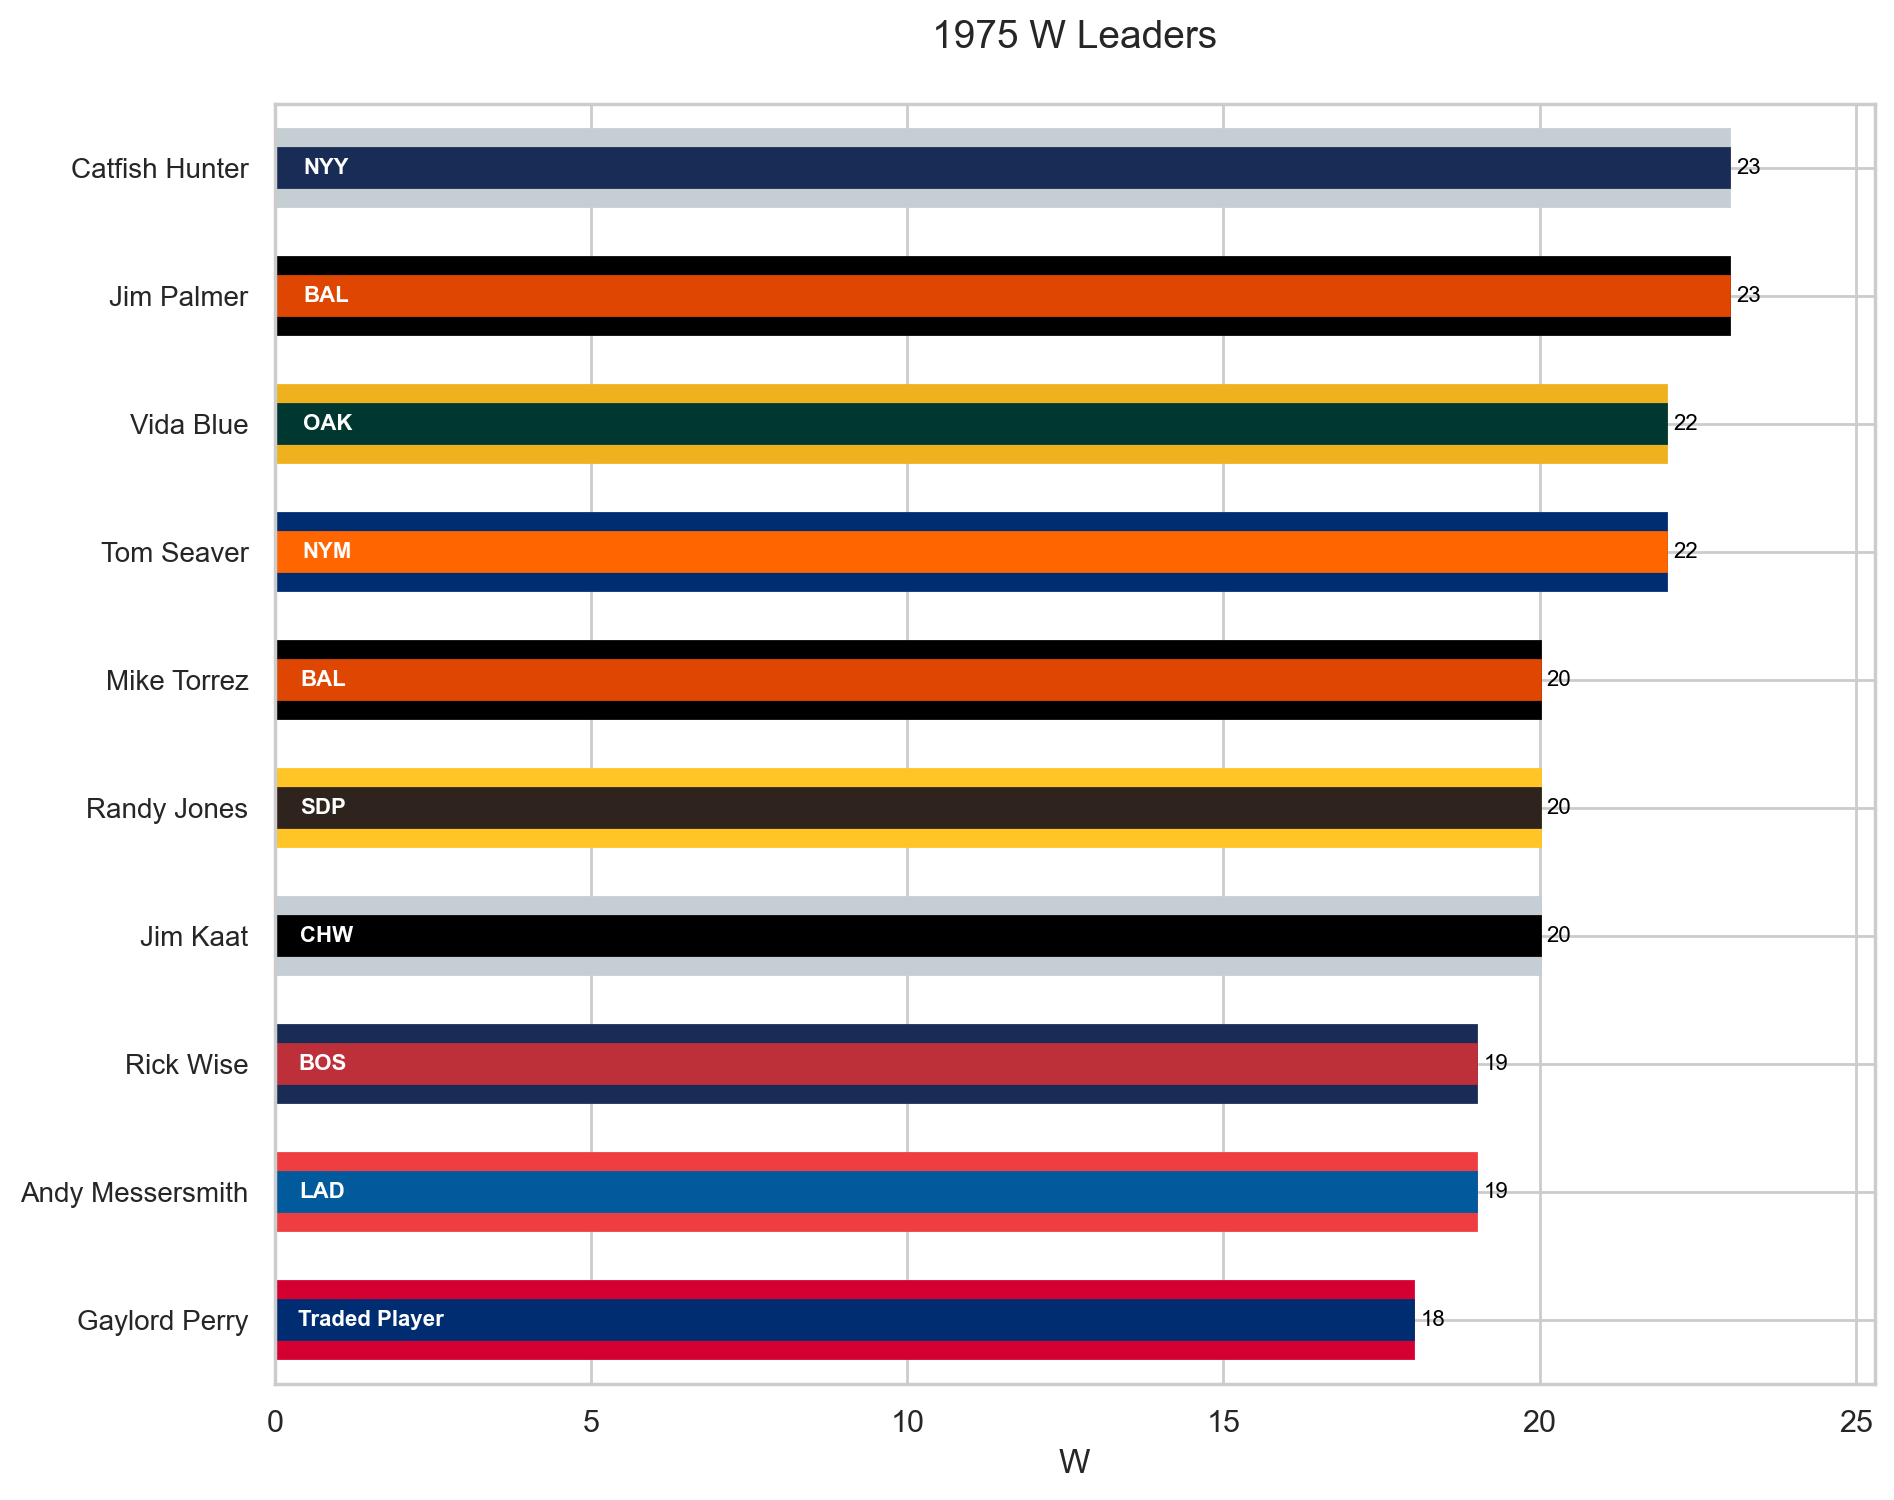 1975 W Leaders
Catfish Hunter NYY 23
Jim Palmer BAL 23
Vida Blue OAK 22
Tom Seaver NYM 22
Mike Torrez BAL 20
Randy Jones SDP 20
Jim Kaat CHW 20
Rick Wise BOS 19
Andy Messersmith LAD 19
Gaylord Perry Traded Player 18
0 5 10 15 20 25
W